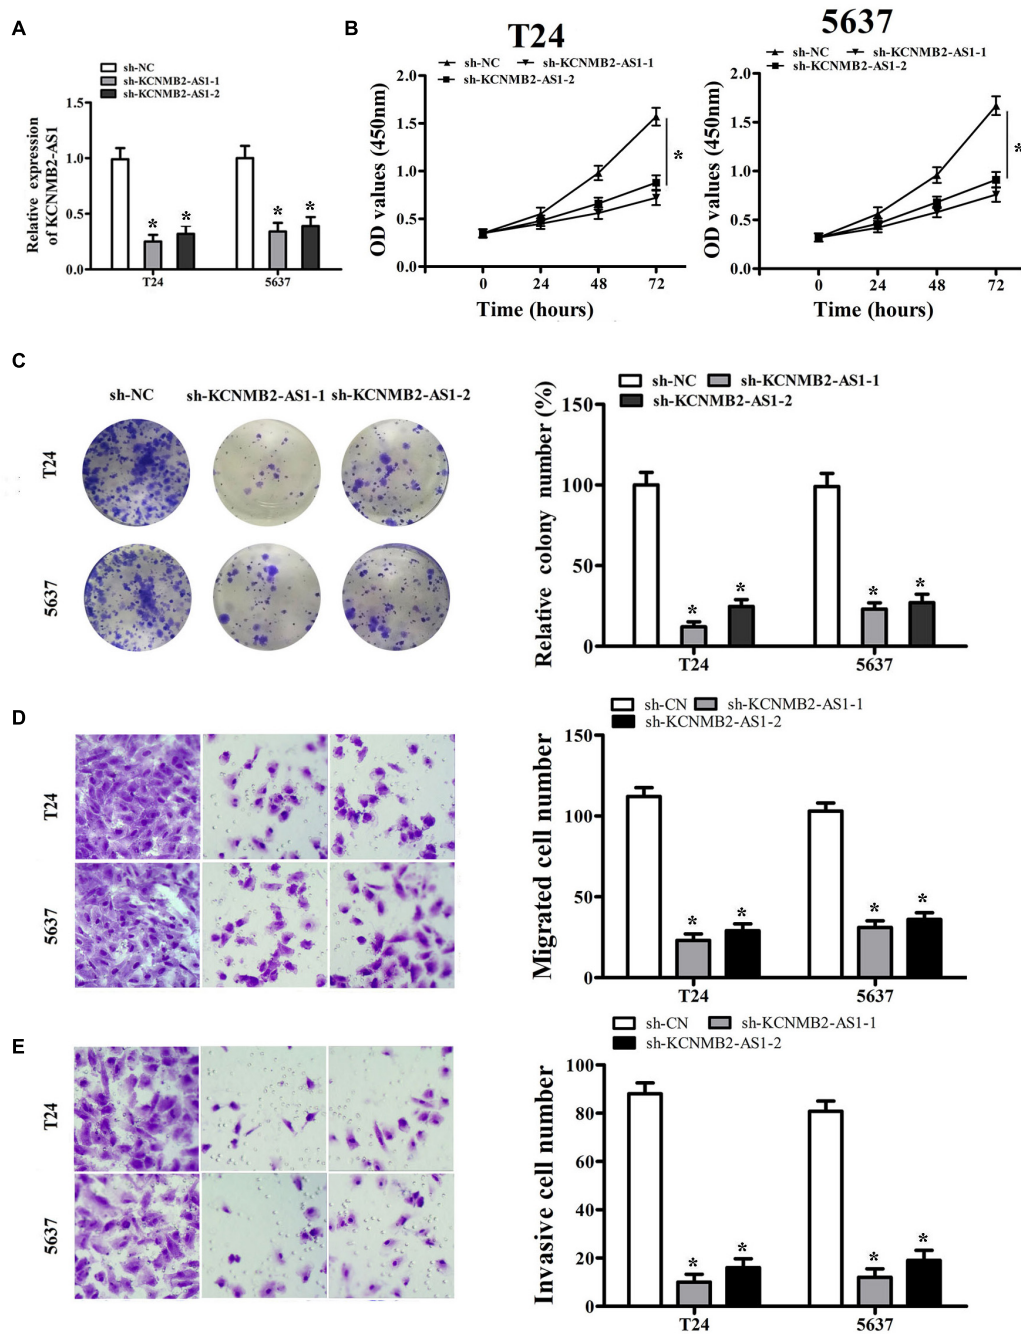 A
sh-NC
sh-KCNMB2-AS1-1
sh-KCNMB2-AS1-2
Relative expression
of KCNMB2-AS1
1.5
1.0
0.5
0.0
* * * *
T24 5637
B
T24
sh-NC sh-KCNMB2-AS1-1
sh-KCNMB2-AS1-2
OD values (450nm)
2.0
1.5
1.0
0.5
0.0
*
0 24 48 72
Time (hours)
5637
sh-NC sh-KCNMB2-AS1-1
sh-KCNMB2-AS1-2
OD values (450nm)
2.0
1.5
1.0
0.5
0.0
*
0 24 48 72
Time (hours)
C
sh-NC sh-KCNMB2-AS1-1 sh-KCNMB2-AS1-2
T24
5637
sh-NC sh-KCNMB2-AS1-1
sh-KCNMB2-AS1-2
Relative colony number (%)
150
100
50
0
* * * *
T24 5637
D
T24
5637
sh-CN sh-KCNMB2-AS1-1
sh-KCNMB2-AS1-2
Migrated cell number
150
100
50
0
* * * *
T24 5637
E
T24
5637
sh-CN sh-KCNMB2-AS1-1
sh-KCNMB2-AS1-2
Invasive cell number
100
80
60
40
20
0
* * * *
T24 5637